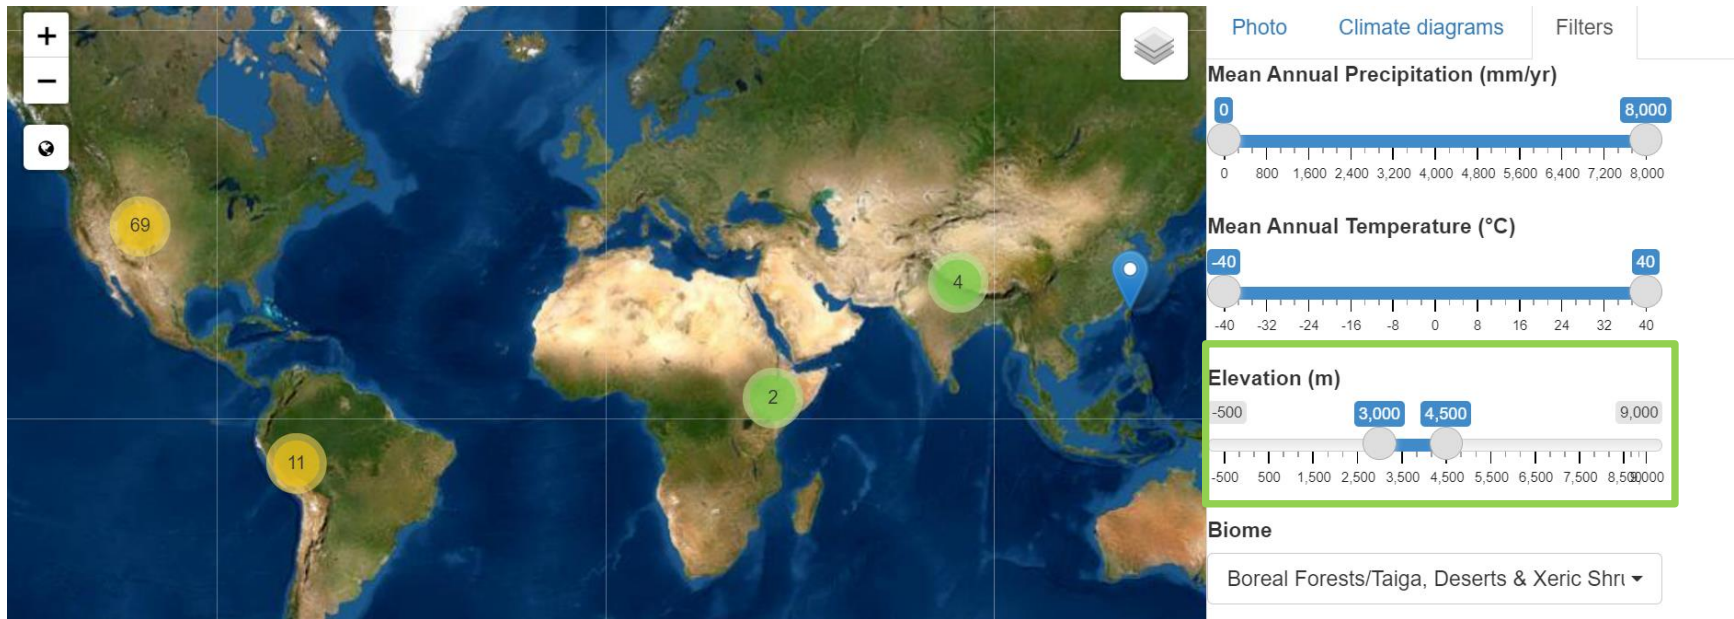 +
−
69
11
2
4
Photo Climate diagrams Filters
Mean Annual Precipitation (mm/yr)
0 8,000
0 800 1,600 2,400 3,200 4,000 4,800 5,600 6,400 7,200 8,000
Mean Annual Temperature (°C)
-40 40
-40 -32 -24 -16 -8 0 8 16 24 32 40
Elevation (m)
-500 3,000 4,500 9,000
-500 500 1,500 2,500 3,500 4,500 5,500 6,500 7,500 8,500 9,000
Biome
Boreal Forests/Taiga, Deserts & Xeric Shru